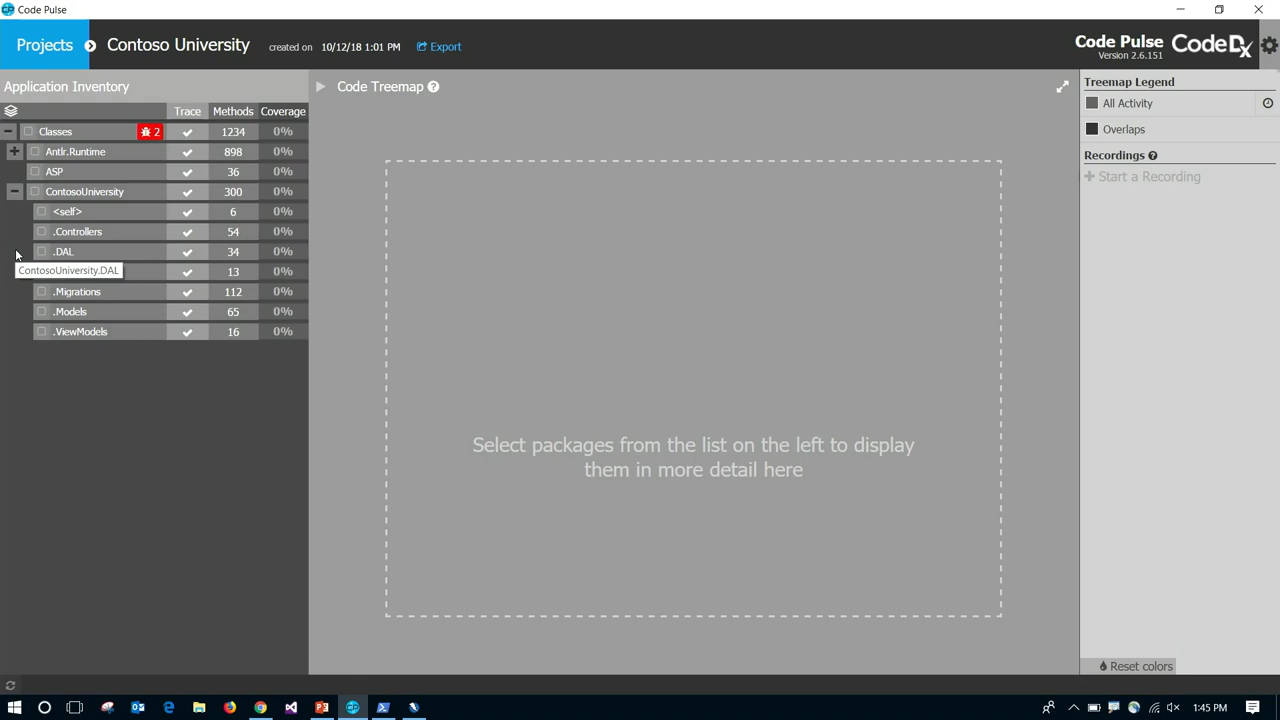 Code Pulse
Projects
Contoso University
created on 10/12/18 1:01 PM
Export
Code Pulse
Version 2.6.151
Code Dx
Application Inventory
Trace Methods Coverage
Classes 2 1234 0%
Antlr.Runtime 898 0%
ASP 36 0%
ContosoUniversity 300 0%
<self> 6 0%
.Controllers 54 0%
.DAL 34 0%
ContosoUniversity.DAL
13 0%
.Migrations 112 0%
.Models 65 0%
.ViewModels 16 0%
Code Treemap ?
Select packages from the list on the left to display
them in more detail here
Treemap Legend
All Activity
Overlaps
Recordings ?
Start a Recording
Reset colors
1:45 PM